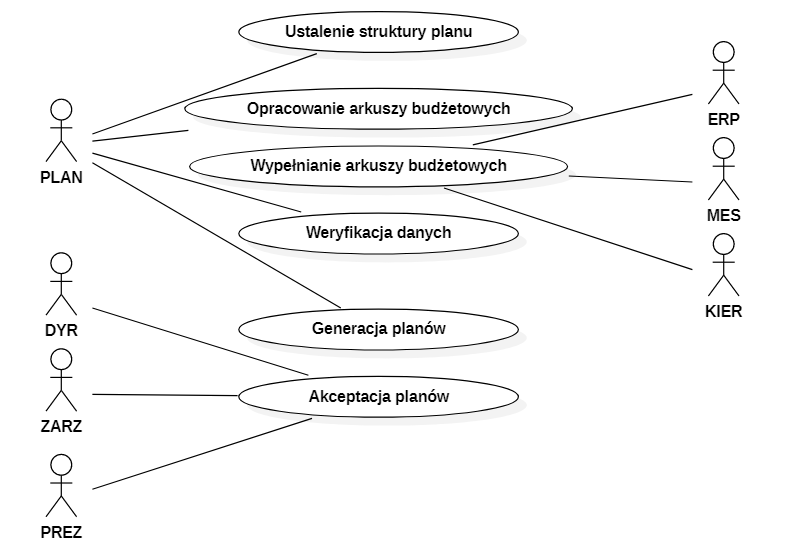 Ustalenie struktury planu
Opracowanie arkuszy budżetowych
ERP
PLAN
Wypełnianie arkuszy budżetowych
MES
Weryfikacja danych
KIER
DYR
Generacja planów
ZARZ
Akceptacja planów
PREZ